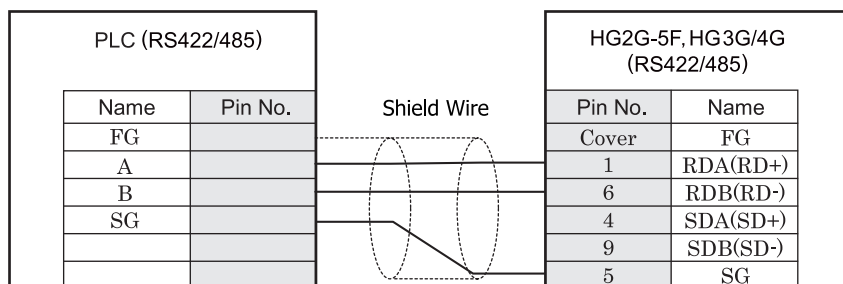 PLC (RS422/485)
HG2G-5F, HG3G/4G
(RS422/485)
Shield Wire
Name Pin No.
FG
A
B
SG
Pin No. Name
Cover FG
1 RDA(RD+)
6 RDB(RD-)
4 SDA(SD+)
9 SDB(SD-)
5 SG